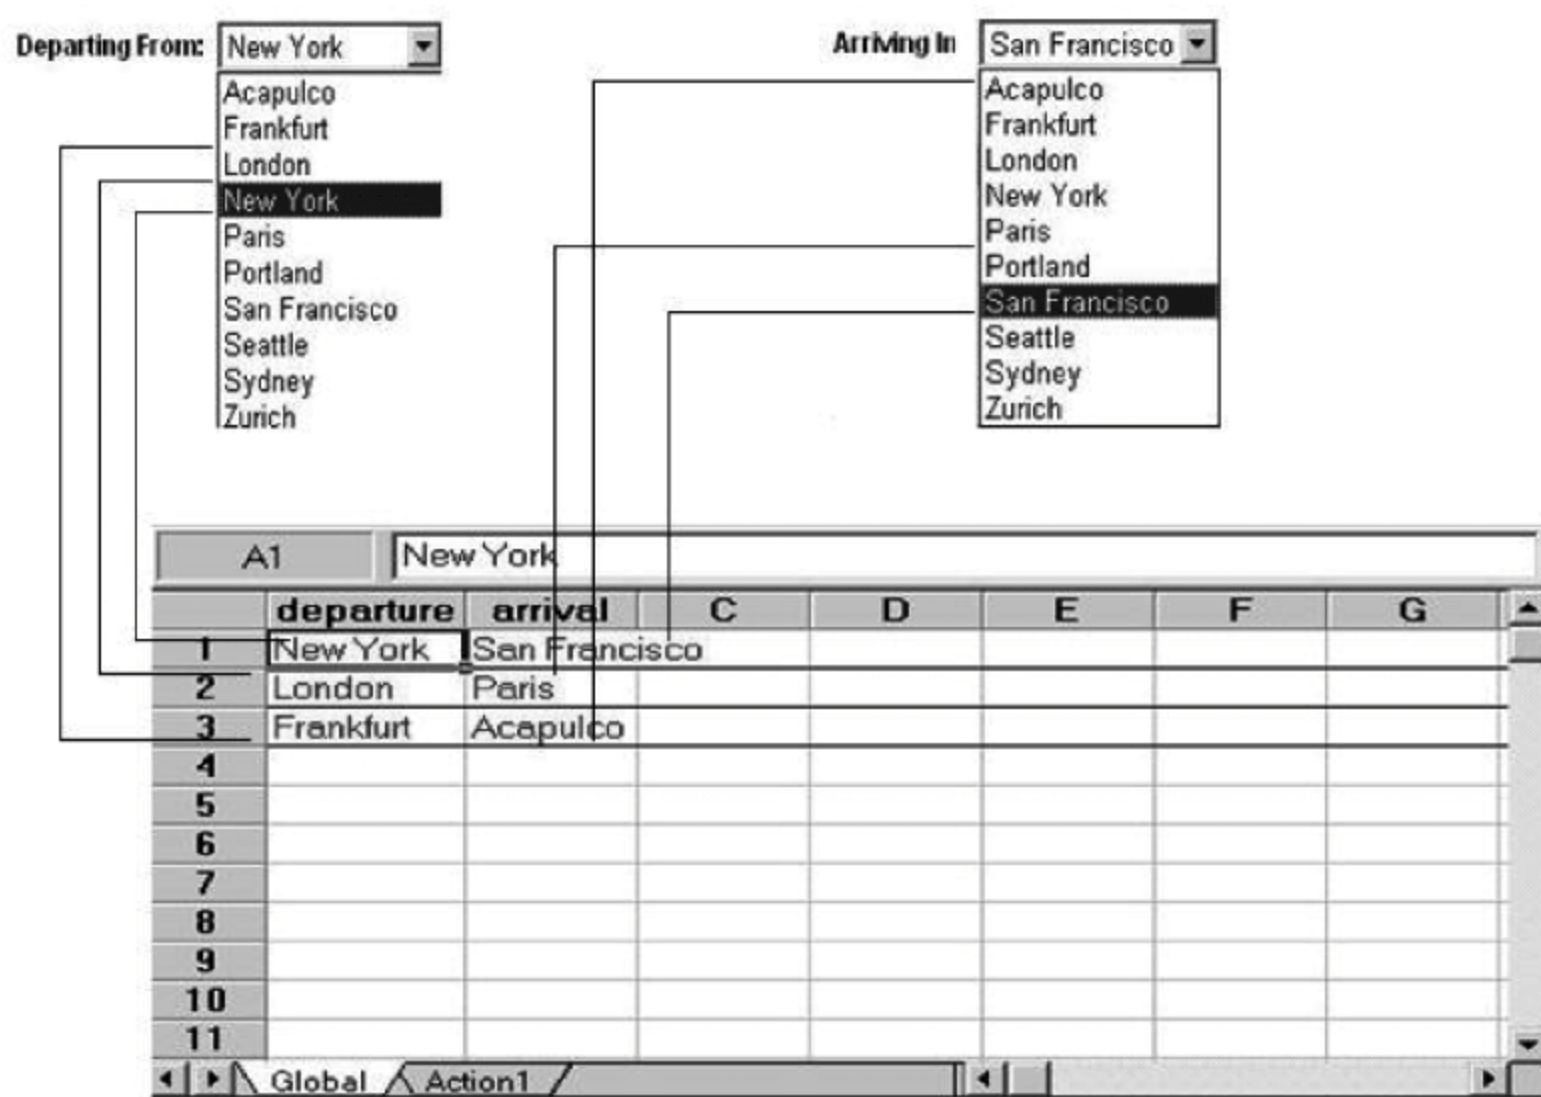 Departing From: New York
Acapulco
Frankfurt
London
New York
Paris
Portland
San Francisco
Seattle
Sydney
Zurich
Arriving In San Francisco
Acapulco
Frankfurt
London
New York
Paris
Portland
San Francisco
Seattle
Sydney
Zurich
A1 New York
departure arrival C D E F G
1 New York San Francisco
2 London Paris
3 Frankfurt Acapulco
4
5
6
7
8
9
10
11
Global Action1